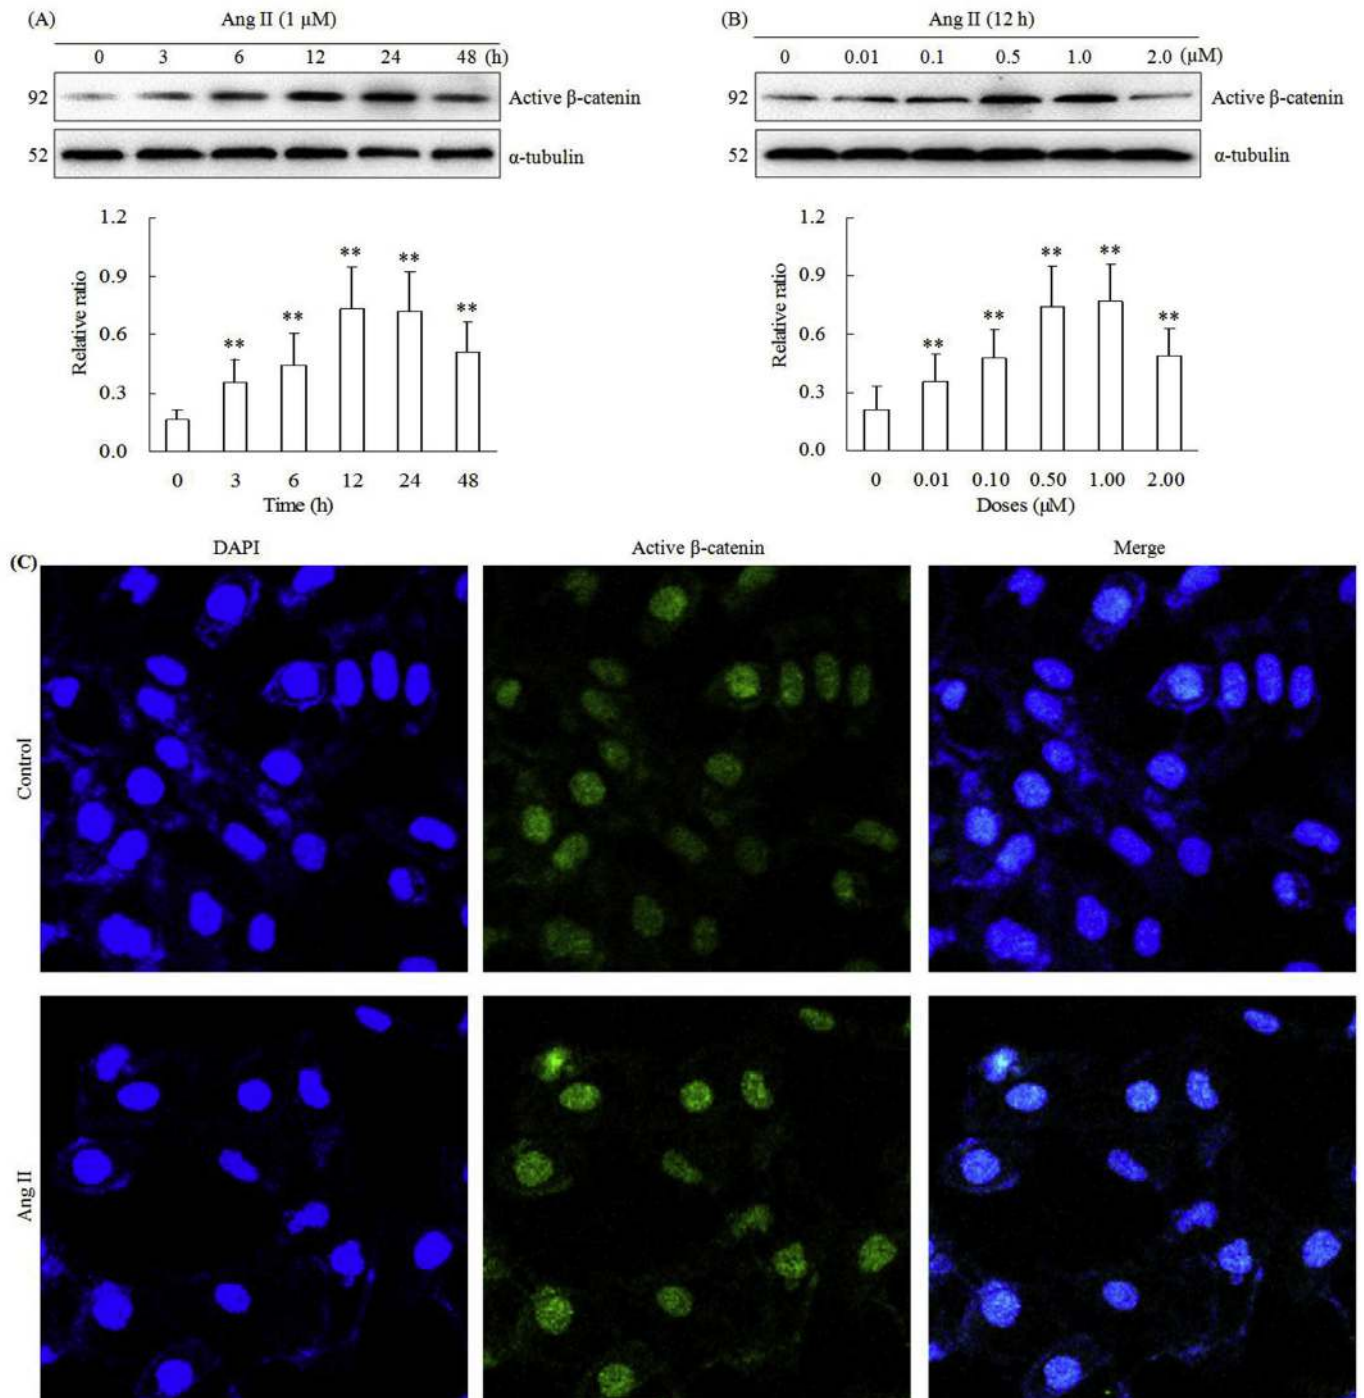 (A) Ang II (1 μM)
0 3 6 12 24 48 (h)
92 Active β-catenin
52 α-tubulin
1.2
0.9
0.6
0.3
0.0
Relative ratio
** ** ** ** **
0 3 6 12 24 48
Time (h)
(B) Ang II (12 h)
0 0.01 0.1 0.5 1.0 2.0 (μM)
92 Active β-catenin
52 α-tubulin
1.2
0.9
0.6
0.3
0.0
Relative ratio
** ** ** ** **
0 0.01 0.10 0.50 1.00 2.00
Doses (μM)
(C) DAPI Active β-catenin Merge
Control
Ang II